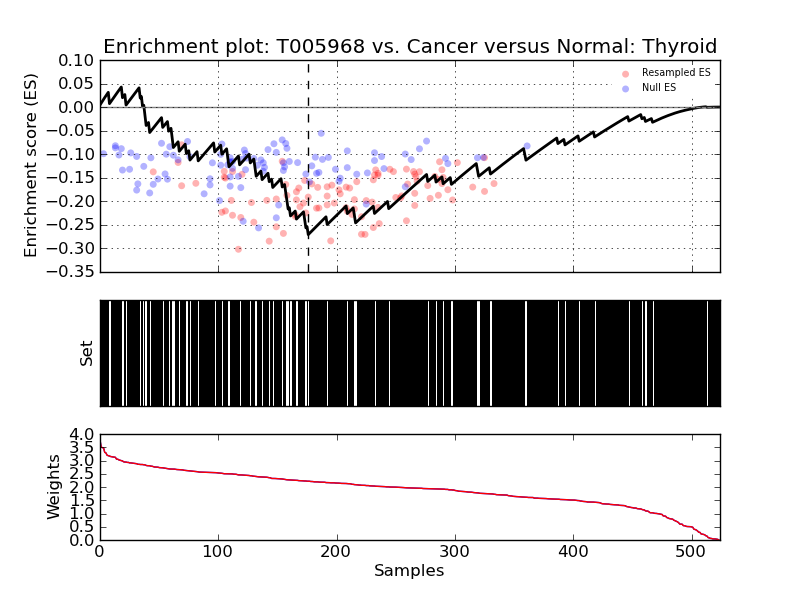 Enrichment plot: T005968 vs. Cancer versus Normal: Thyroid
Enrichment score (ES)
0.10
0.05
0.00
−0.05
−0.10
−0.15
−0.20
−0.25
−0.30
−0.35
Resampled ES
Null ES
Set
Weights
4.0
3.5
3.0
2.5
2.0
1.5
1.0
0.5
0.0
0 100 200 300 400 500
Samples